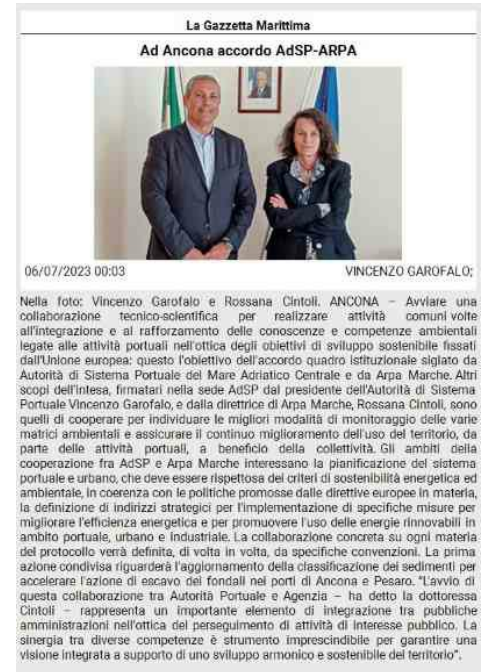 La Gazzetta Marittima
Ad Ancona accordo AdSP-ARPA
06/07/2023 00:03 VINCENZO GAROFALO;
Nella foto: Vincenzo Garofalo e Rossana Cintoli. ANCONA – Avviare una
collaborazione tecnico-scientifica per realizzare attività comuni volte
all'integrazione e al rafforzamento delle conoscenze e competenze ambientali
legate alle attività portuali nell'ottica degli obiettivi di sviluppo sostenibile fissati
dall'Unione europea: questo l'obiettivo dell'accordo quadro istituzionale siglato da
Autorità di Sistema Portuale del Mare Adriatico Centrale e da Arpa Marche. Altri
scopi dell'intesa, firmatari nella sede AdSP dal presidente dell'Autorità di Sistema
Portuale Vincenzo Garofalo, e dalla direttrice di Arpa Marche, Rossana Cintoli, sono
quelli di cooperare per individuare le migliori modalità di monitoraggio delle varie
matrici ambientali e assicurare il continuo miglioramento dell'uso del territorio, da
parte delle attività portuali, a beneficio della collettività. Gli ambiti della
cooperazione fra AdSP e Arpa Marche interessano la pianificazione del sistema
portuale e urbano, che deve essere rispettosa dei criteri di sostenibilità energetica ed
ambientale, in coerenza con le politiche promosse dalle direttive europee in materia,
la definizione di indirizzi strategici per l'implementazione di specifiche misure per
migliorare l'efficienza energetica e per promuovere l'uso delle energie rinnovabili in
ambito portuale, urbano e industriale. La collaborazione concreta su ogni materia
del protocollo verrà definita, di volta in volta, da specifiche convenzioni. La prima
azione condivisa riguarderà l'aggiornamento della classificazione dei sedimenti per
accelerare l'azione di escavo dei fondali nei porti di Ancona e Pesaro. "L'avvio di
questa collaborazione tra Autorità Portuale e Agenzia – ha detto la dottoressa
Cintoli – rappresenta un importante elemento di integrazione tra pubbliche
amministrazioni nell'ottica del perseguimento di attività di interesse pubblico. La
sinergia tra diverse competenze è strumento imprescindibile per garantire una
visione integrata a supporto di uno sviluppo armonico e sostenibile del territorio".